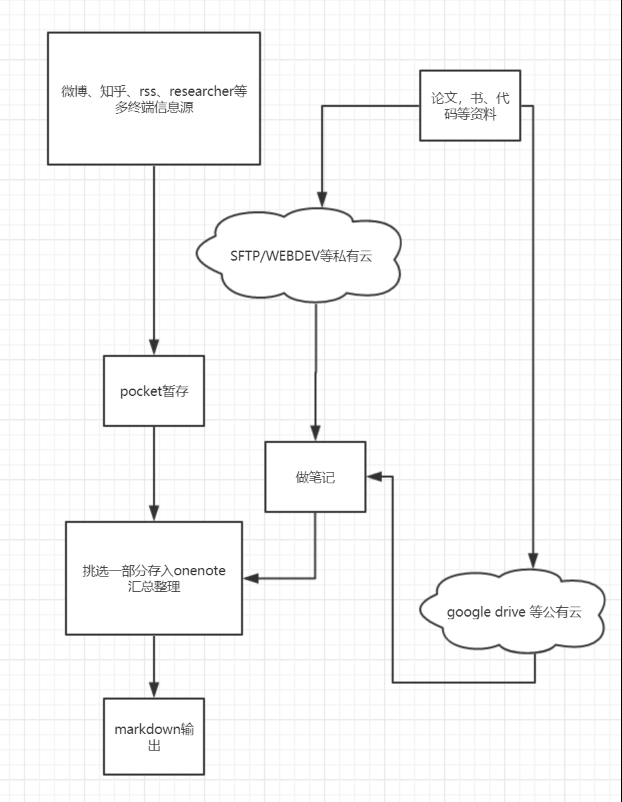 微博、知乎、rss、researcher等
多终端信息源
论文，书、代
码等资料
SFTP/WEBDEV等私有云
pocket暂存
做笔记
挑选一部分存入onenote
汇总整理
google drive 等公有云
markdown输
出